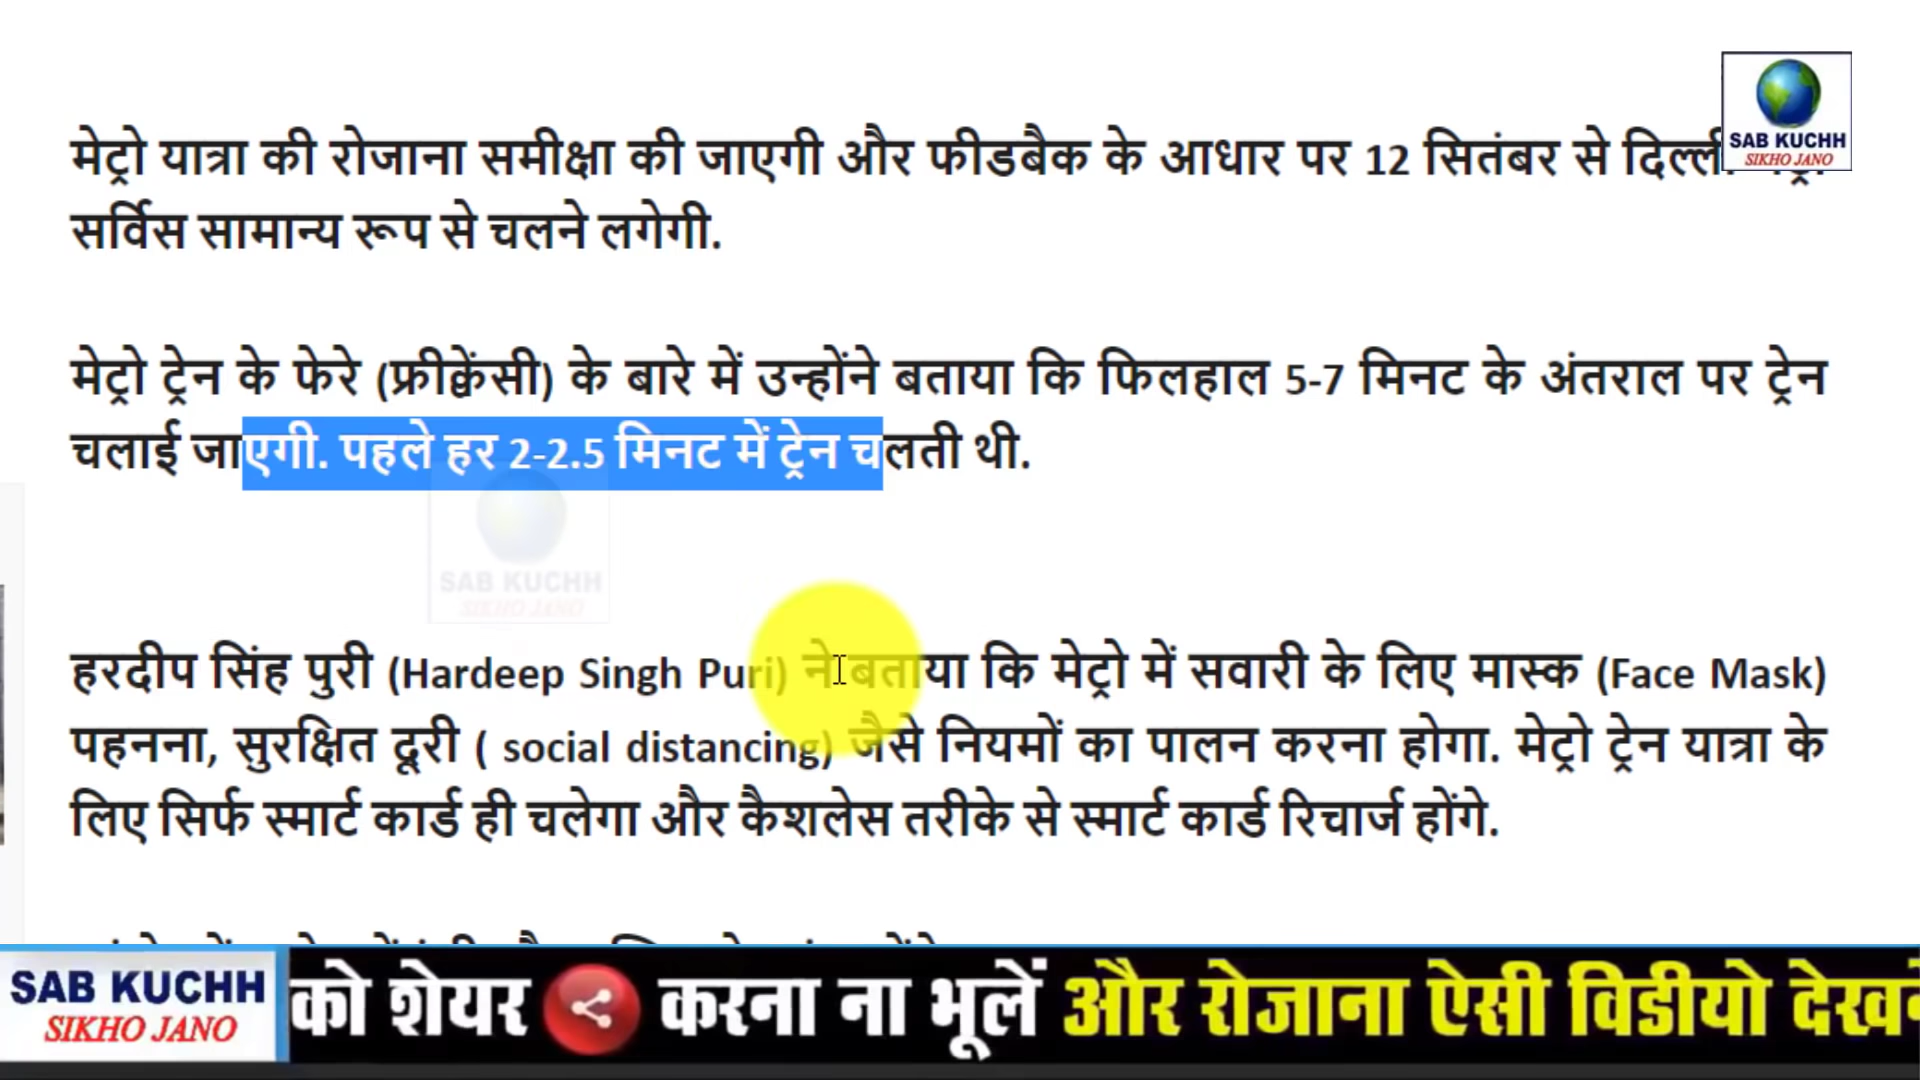 SAB KUCHH
SIKHO JANO
मेट्रो यात्रा की रोजाना समीक्षा की जाएगी और फीडबैक के आधार पर 12 सितंबर से
सर्विस सामान्य रूप से चलने लगेगी.
मेट्रो ट्रेन के फेरे (फ्रीक्वेंसी) के बारे में उन्होंने बताया कि फिलहाल 5-7 मिनट के अंतराल पर ट्रेन
चलाई जाएगी. पहले हर 2-2.5 मिनट में ट्रेन चलती थी.
SAB KUCHH
SIKHO JANO
हरदीप सिंह पुरी (Hardeep Singh Puri) ने बताया कि मेट्रो में सवारी के लिए मास्क (Face Mask)
पहनना, सुरक्षित दूरी ( social distancing) जैसे नियमों का पालन करना होगा. मेट्रो ट्रेन यात्रा के
लिए सिर्फ स्मार्ट कार्ड ही चलेगा और कैशलेस तरीके से स्मार्ट कार्ड रिचार्ज होंगे.
SAB KUCHH
SIKHO JANO
को शेयर करना ना भूलें और रोजाना ऐसी विडीयो